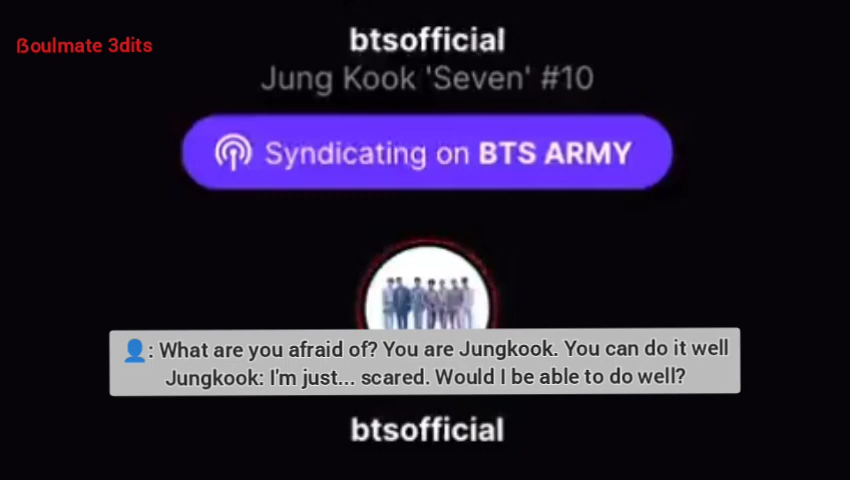 ßoulmate 3dits
btsofficial
Jung Kook 'Seven' #10
Syndicating on BTS ARMY
👤: What are you afraid of? You are Jungkook. You can do it well
Jungkook: I'm just... scared. Would I be able to do well?
btsofficial